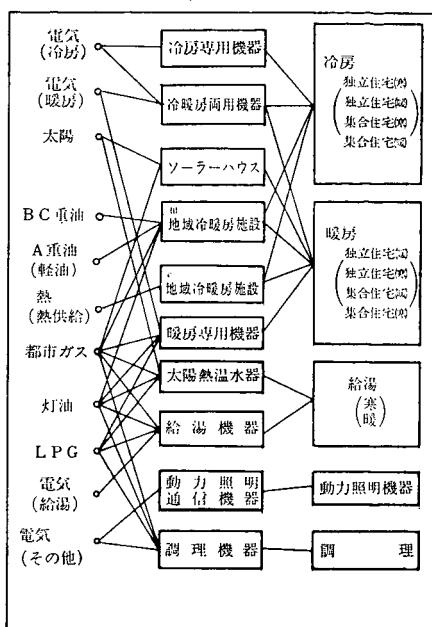 電気
(冷房)
電気
(暖房)
太陽
BC重油
A重油
(軽油)
熱
(熱供給)
都市ガス
灯油
LPG
電気
(給湯)
電気
(その他)
冷房専用機器
冷暖房両用機器
ソーラーハウス
地域冷暖房施設
地域冷暖房施設
暖房専用機器
太陽熱温水器
給湯機器
動力照明
通信機器
調理機器
冷房
独立住宅
独立住宅
集合住宅
集合住宅
暖房
独立住宅
独立住宅
集合住宅
集合住宅
給湯
(寒
暖)
動力照明機器
調理